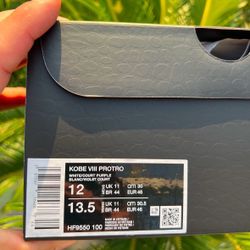 KOBE VIII PROTRO
WHITE/COURT PURPLE
BLANC/VIOLET COURT
12 UK 11 CM 30
BR 44 EUR 46
13.5 UK 11 CM 30.5
BR 44 EUR 46
HF9550 100